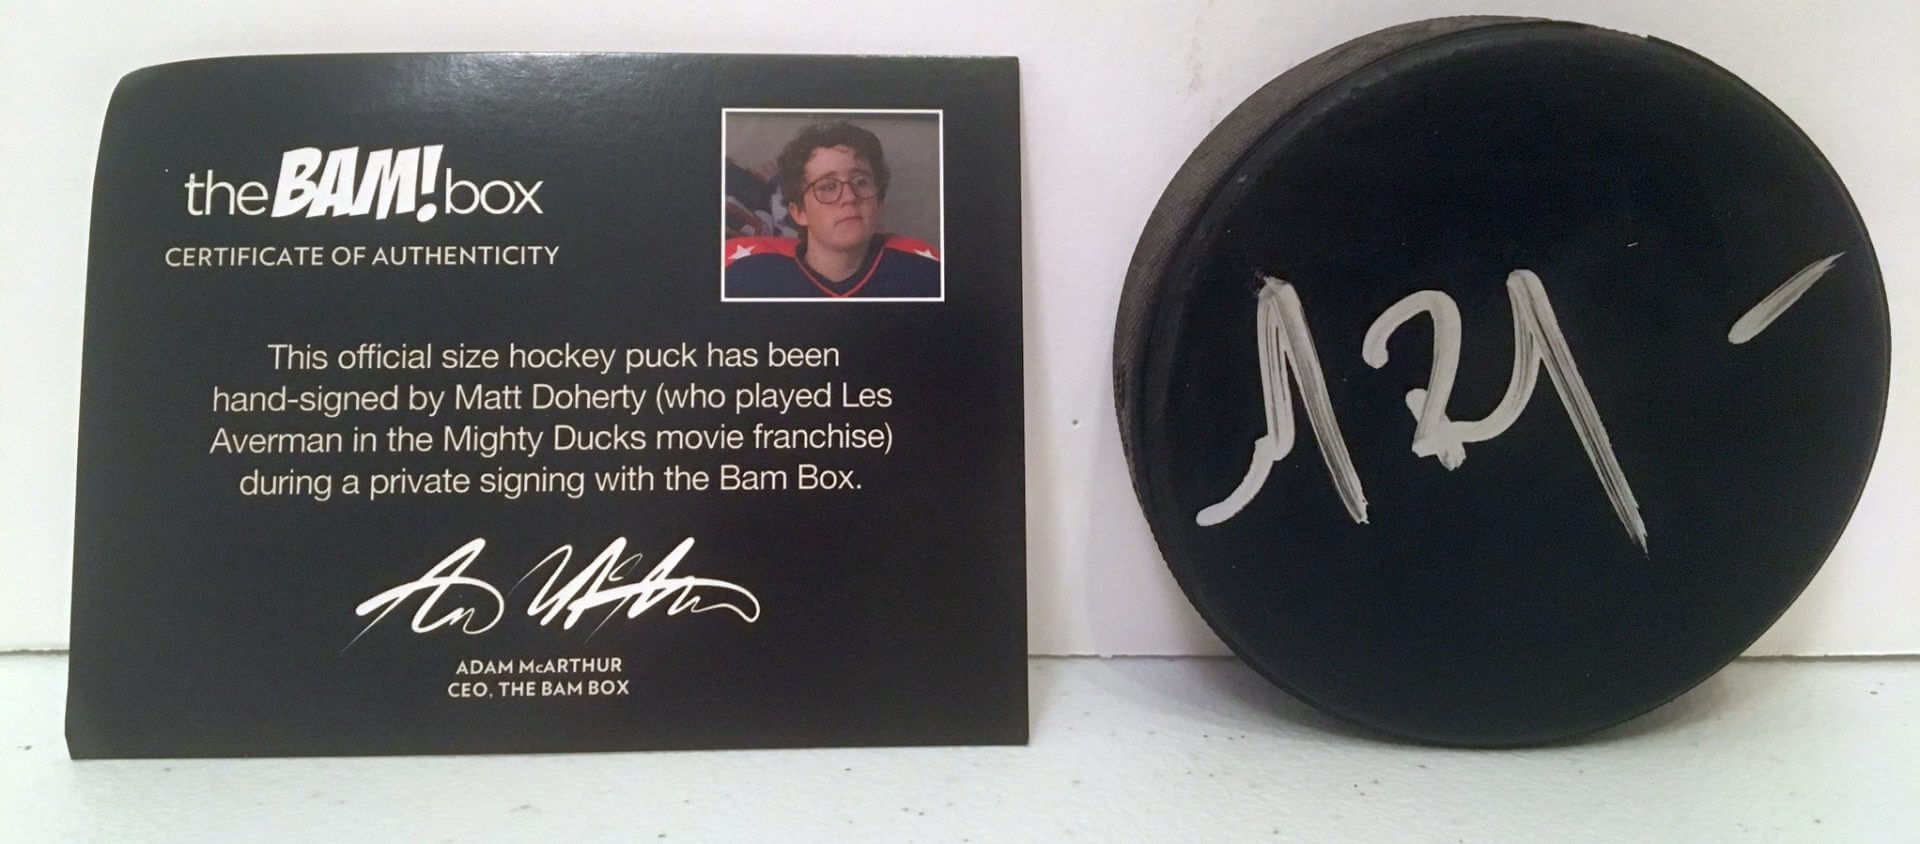 the BAM! box
CERTIFICATE OF AUTHENTICITY
This official size hockey puck has been
hand-signed by Matt Doherty (who played Les
Averman in the Mighty Ducks movie franchise)
during a private signing with the Bam Box.
ADAM McARTHUR
CEO, THE BAM BOX